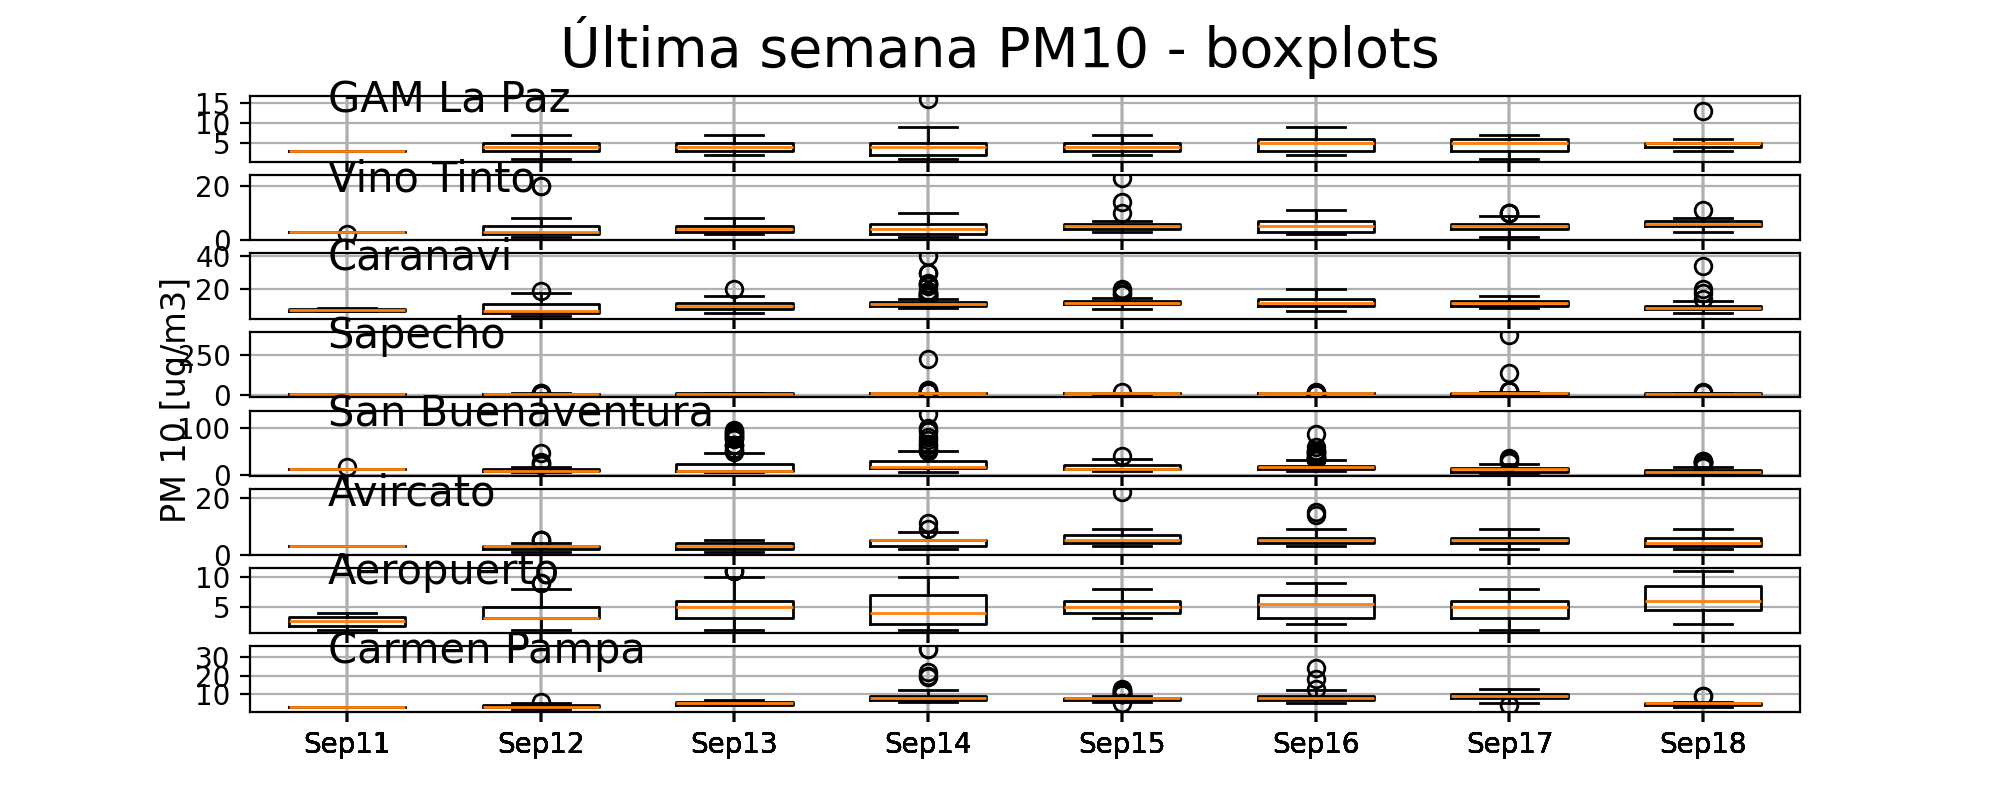 Última semana PM10 - boxplots
GAM La Paz
15
10
5
Vino Tinto
20
0
Caranavi
40
20
Sapecho
250
0
San Buenaventura
100
0
Avircato
20
0
Aeropuerto
10
5
Carmen Pampa
30
20
10
PM 10 [ug/m3]
Sep11 Sep12 Sep13 Sep14 Sep15 Sep16 Sep17 Sep18